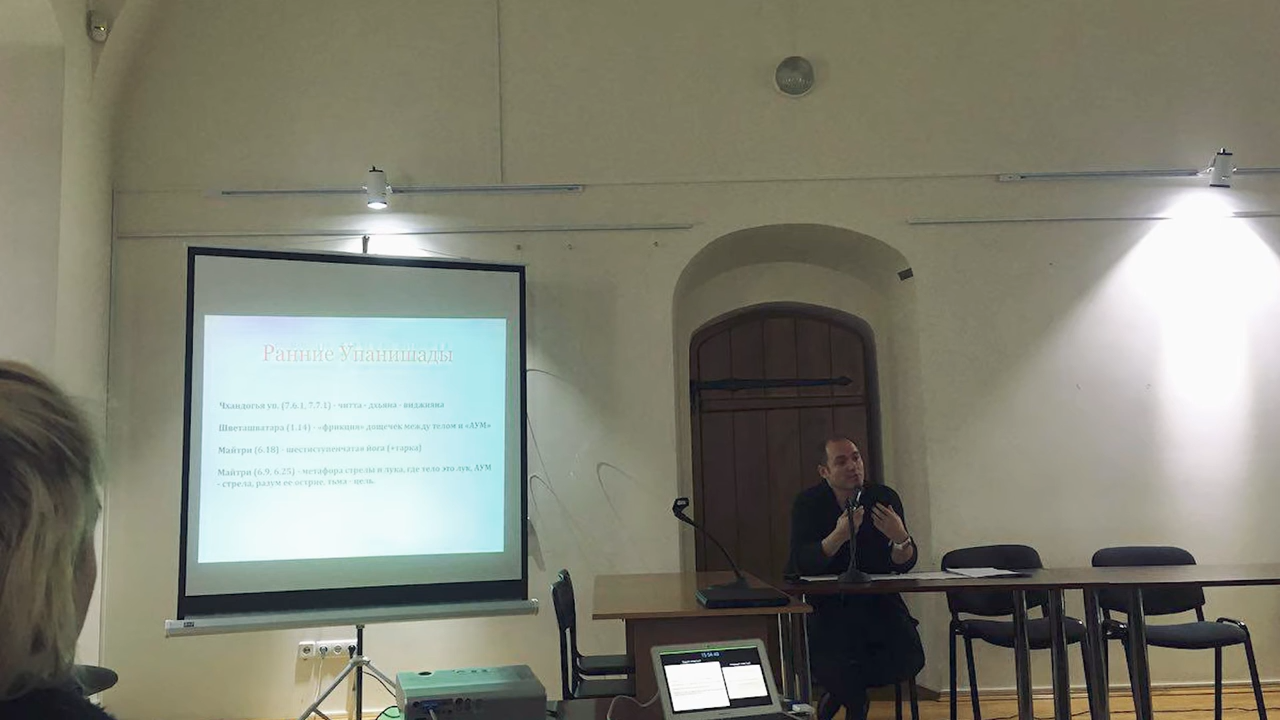 Ранние Упанишады
Чхандогья уп. (7.6.1, 7.7.1) - читта - дхьяна - виджняна
Шветашватара (1.14) - «фрикция» дощечек между телом и «АУМ»
Майтри (6.18) - шестиступенчатая йога (+тарка)
Майтри (6.9, 6.25) - метафора стрелы и лука, где тело это лук, АУМ
- стрела, разум ее острие, тьма - цель.